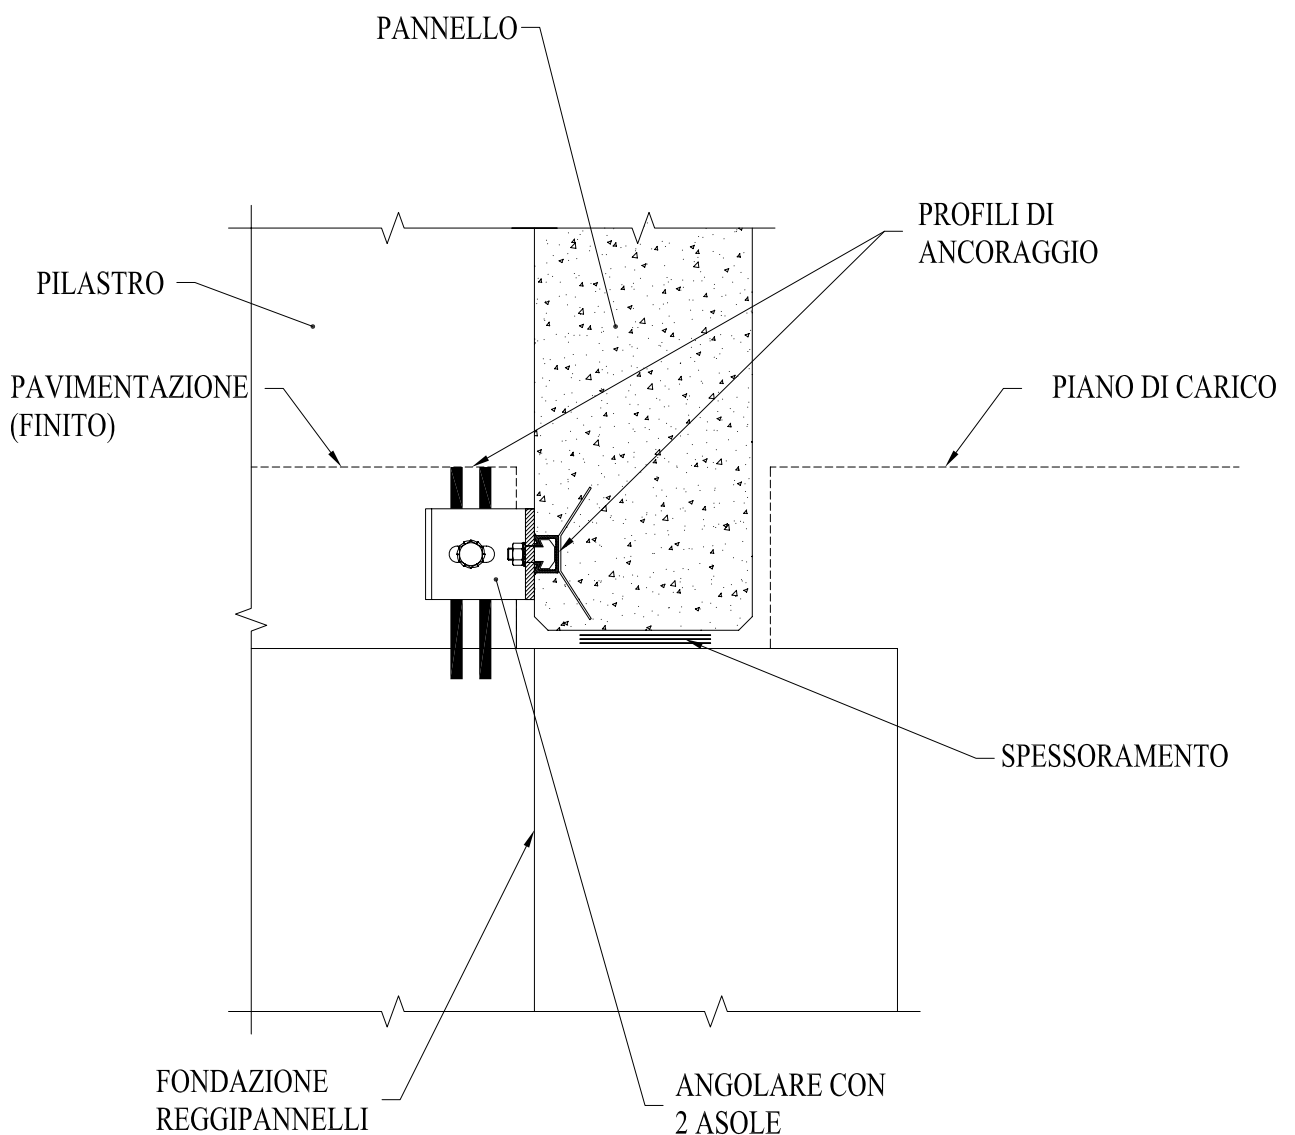 PANNELLO
PROFILI DI
ANCORAGGIO
PILASTRO
PAVIMENTAZIONE
(FINITO)
PIANO DI CARICO
SPESSORAMENTO
FONDAZIONE
REGGIPANNELLI
ANGOLARE CON
2 ASOLE